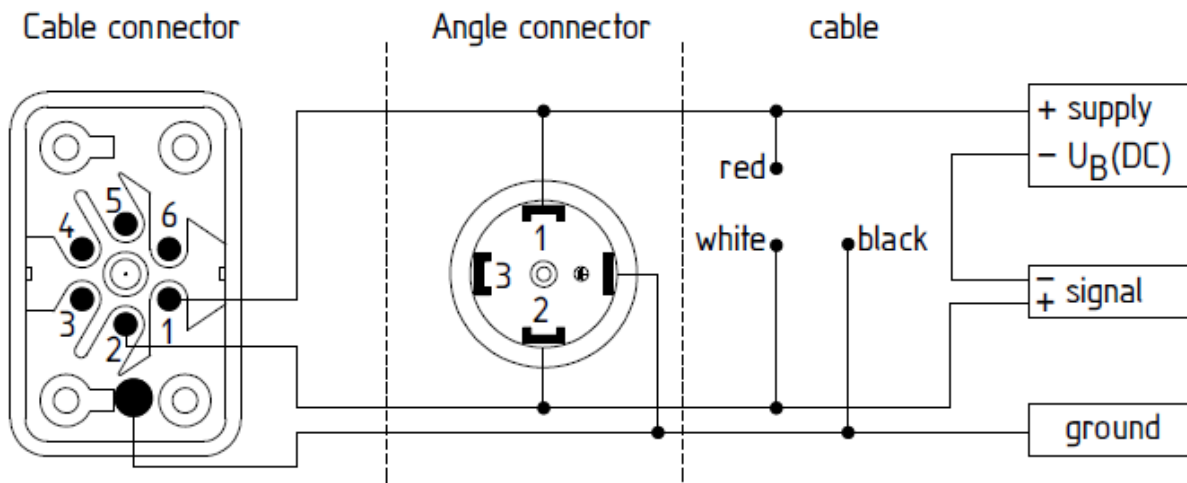 Cable connector
Angle connector
cable
+ supply
− U_B(DC)
red
white
black
5
4
6
3
2
1
1
3
2
− 
+ signal
ground